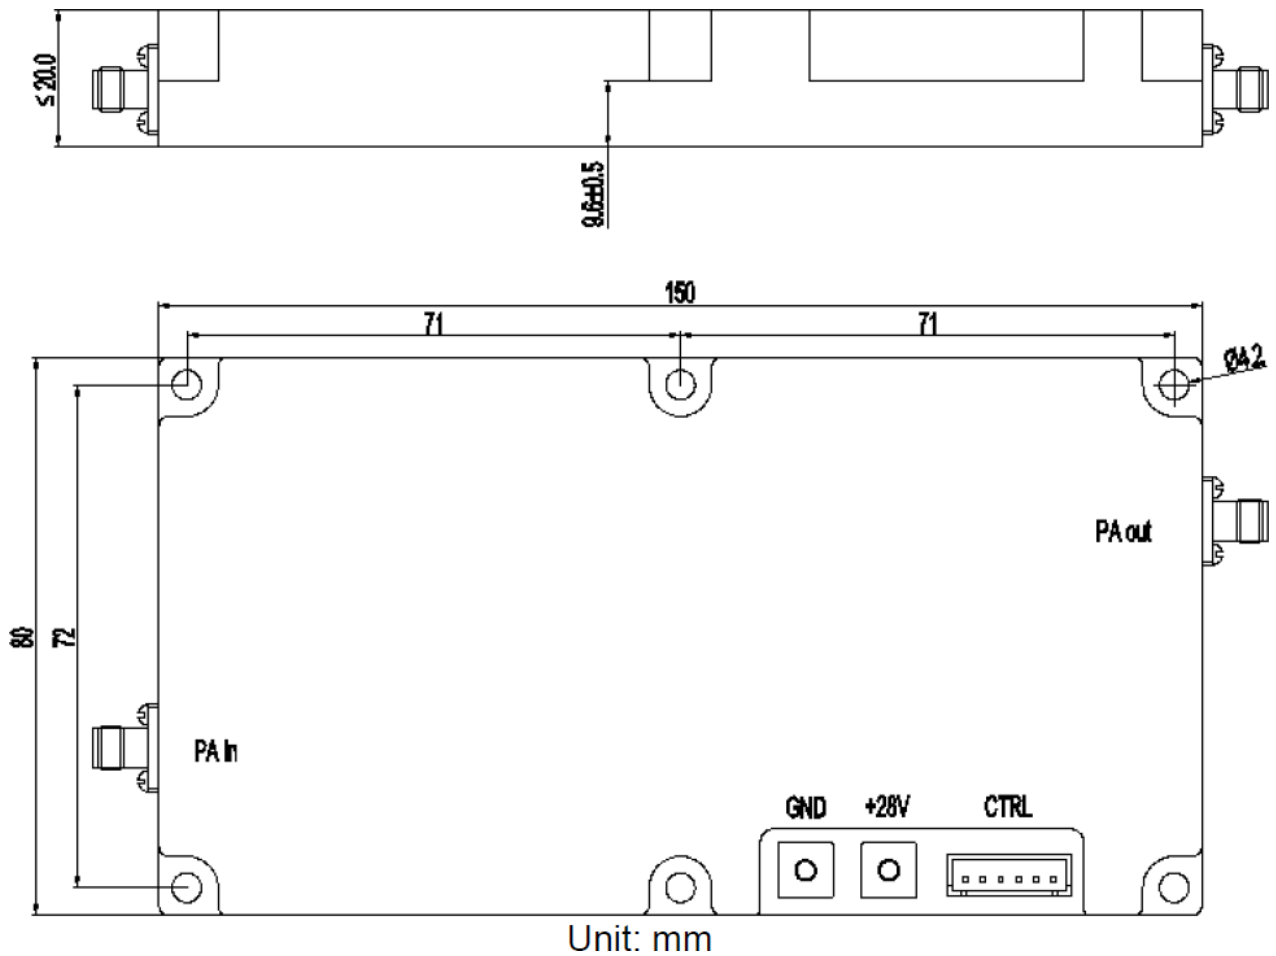 ≤20.0
9.6±0.5
150
71
71
Ø4.2
80
72
PA out
PA In
GND
+28V
CTRL
Unit: mm